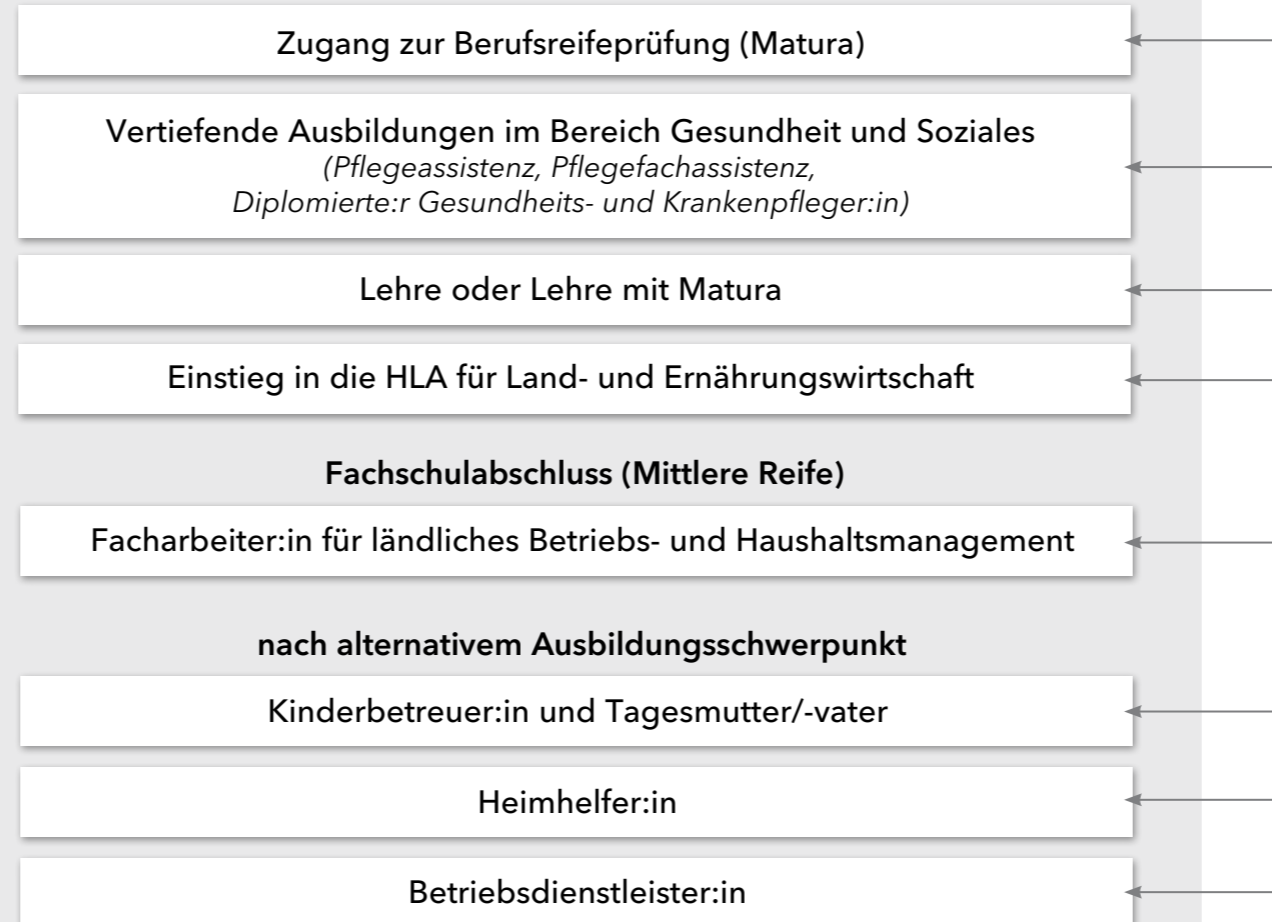 Zugang zur Berufsreifeprüfung (Matura)
Vertiefende Ausbildungen im Bereich Gesundheit und Soziales
(Pflegeassistenz, Pflegefachassistenz,
Diplomierte:r Gesundheits- und Krankenpfleger:in)
Lehre oder Lehre mit Matura
Einstieg in die HLA für Land- und Ernährungswirtschaft
Fachschulabschluss (Mittlere Reife)
Facharbeiter:in für ländliches Betriebs- und Haushaltsmanagement
nach alternativem Ausbildungsschwerpunkt
Kinderbetreuer:in und Tagesmutter/-vater
Heimhelfer:in
Betriebsdienstleister:in